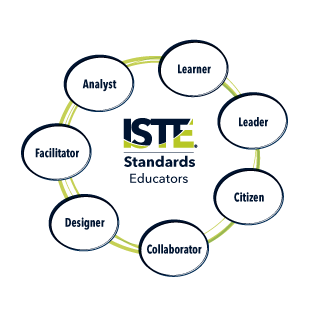 Learner
Analyst
Leader
ISTE®
Facilitator
Standards
Educators
Citizen
Designer
Collaborator